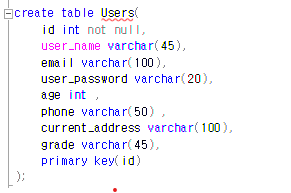 create table Users(
id int not null,
user_name varchar(45),
email varchar(100),
user_password varchar(20),
age int ,
phone varchar(50) ,
current_address varchar(100),
grade varchar(45),
primary key(id)
);